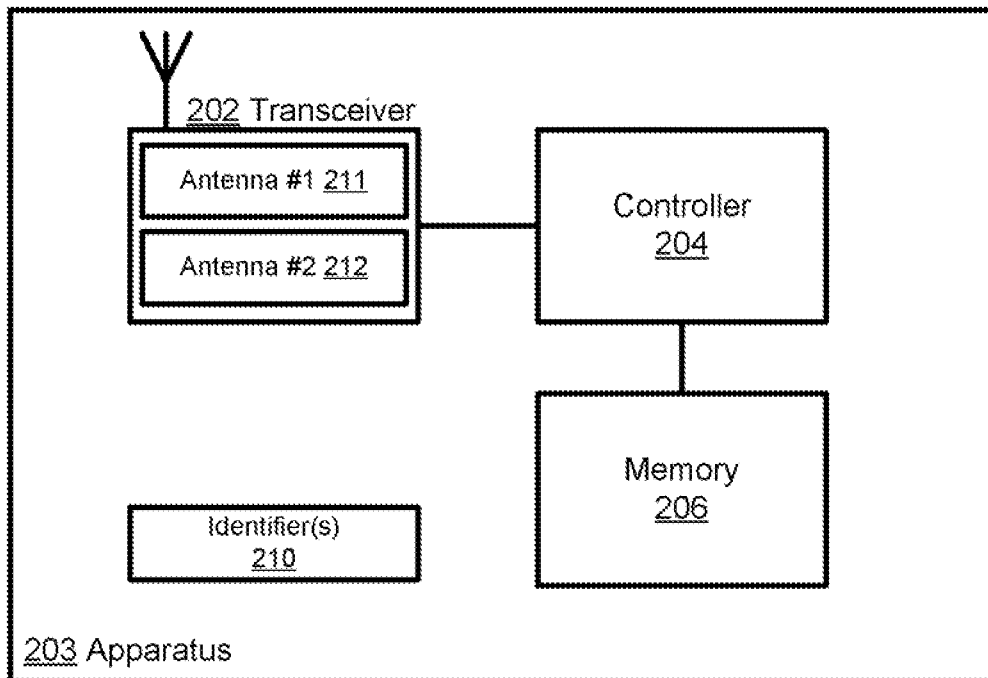 202 Transceiver
Antenna #1 211
Antenna #2 212
Controller
204
Memory
206
Identifier(s)
210
203 Apparatus